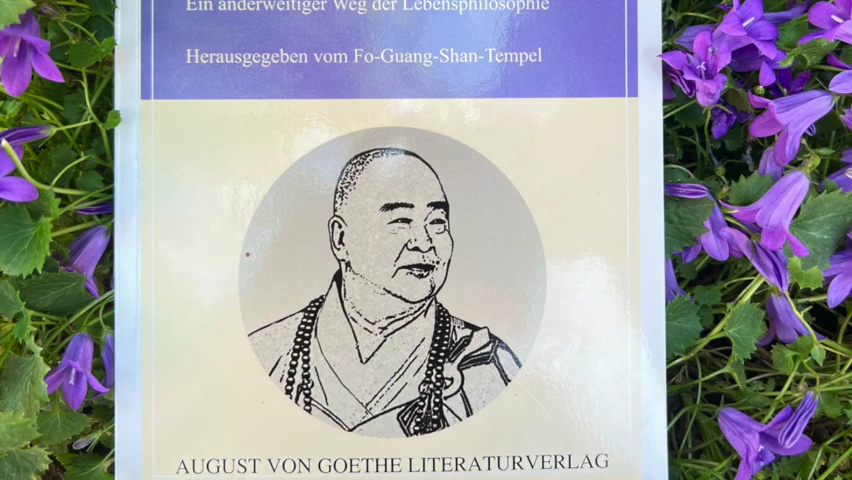 Ein anderweitiger Weg der Lebensphilosophie
Herausgegeben vom Fo-Guang-Shan-Tempel
AUGUST VON GOETHE LITERATURVERLAG